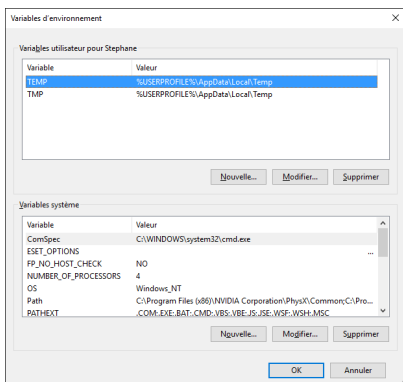 Variables d'environnement
Variables utilisateur pour Stephane
Variable Valeur
TEMP %USERPROFILE%\AppData\Local\Temp
TMP %USERPROFILE%\AppData\Local\Temp
Nouvelle... Modifier... Supprimer
Variables système
Variable Valeur
ComSpec C:\WINDOWS\system32\cmd.exe
ESET_OPTIONS ...
FP_NO_HOST_CHECK NO
NUMBER_OF_PROCESSORS 4
OS Windows_NT
Path C:\Program Files (x86)\NVIDIA Corporation\PhysX\Common;C:\Pro...
PATHEXT .COM;.EXE;.BAT;.CMD;.VBS;.VBE;.JS;.JSE;.WSF;.WSH;.MSC
Nouvelle... Modifier... Supprimer
OK Annuler